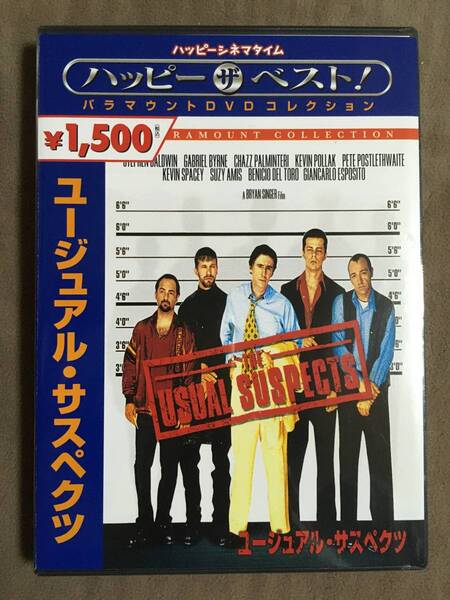 ハッピーシネマタイム
ハッピー ザ ベスト!
パラマウントDVDコレクション
¥1,500(税込)
RAMOUNT COLLECTION
STEPHEN BALDWIN GABRIEL BYRNE CHAZZ PALMINTERI KEVIN POLLAK PETE POSTLETHWAITE
KEVIN SPACEY SUZY AMIS BENICIO DEL TORO GIANCARLO ESPOSITO
A BRYAN SINGER Film
6'6" 6'6"
6'0" 6'0"
5'6" 5'6"
5'0" 5'0"
4'6" 4'6"
4'0" 4'0"
3'6" 3'6"
THE
USUAL SUSPECTS
ユージュアル・サスペクツ
ユージュアル・サスペクツ